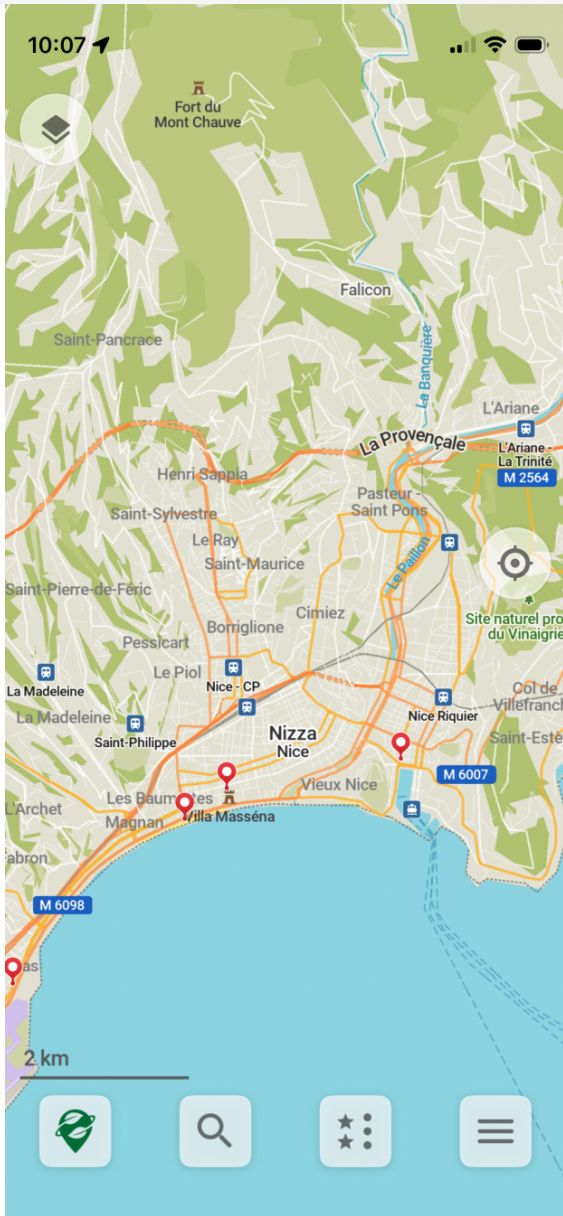 10:07
Fort du
Mont Chauve
Falicon
Saint-Pancrace
La Banquière
L'Ariane
La Provençale
L'Ariane -
La Trinité
M 2564
Henri Sappia
Pasteur -
Saint Pons
Saint-Sylvestre
Le Ray
Saint-Maurice
Le Paillon
Saint-Pierre-de-Féric
Cimiez
Site naturel pro
du Vinaigrie
Borriglione
Pessicart
Le Piol
La Madeleine
Nice - CP
Col de
Villefranch
La Madeleine
Nice Riquier
Saint-Philippe
Nizza
Nice
Saint-Estè
M 6007
Vieux Nice
L'Archet
Les Baumettes
Villa Masséna
Magnan
abron
M 6098
as
2 km